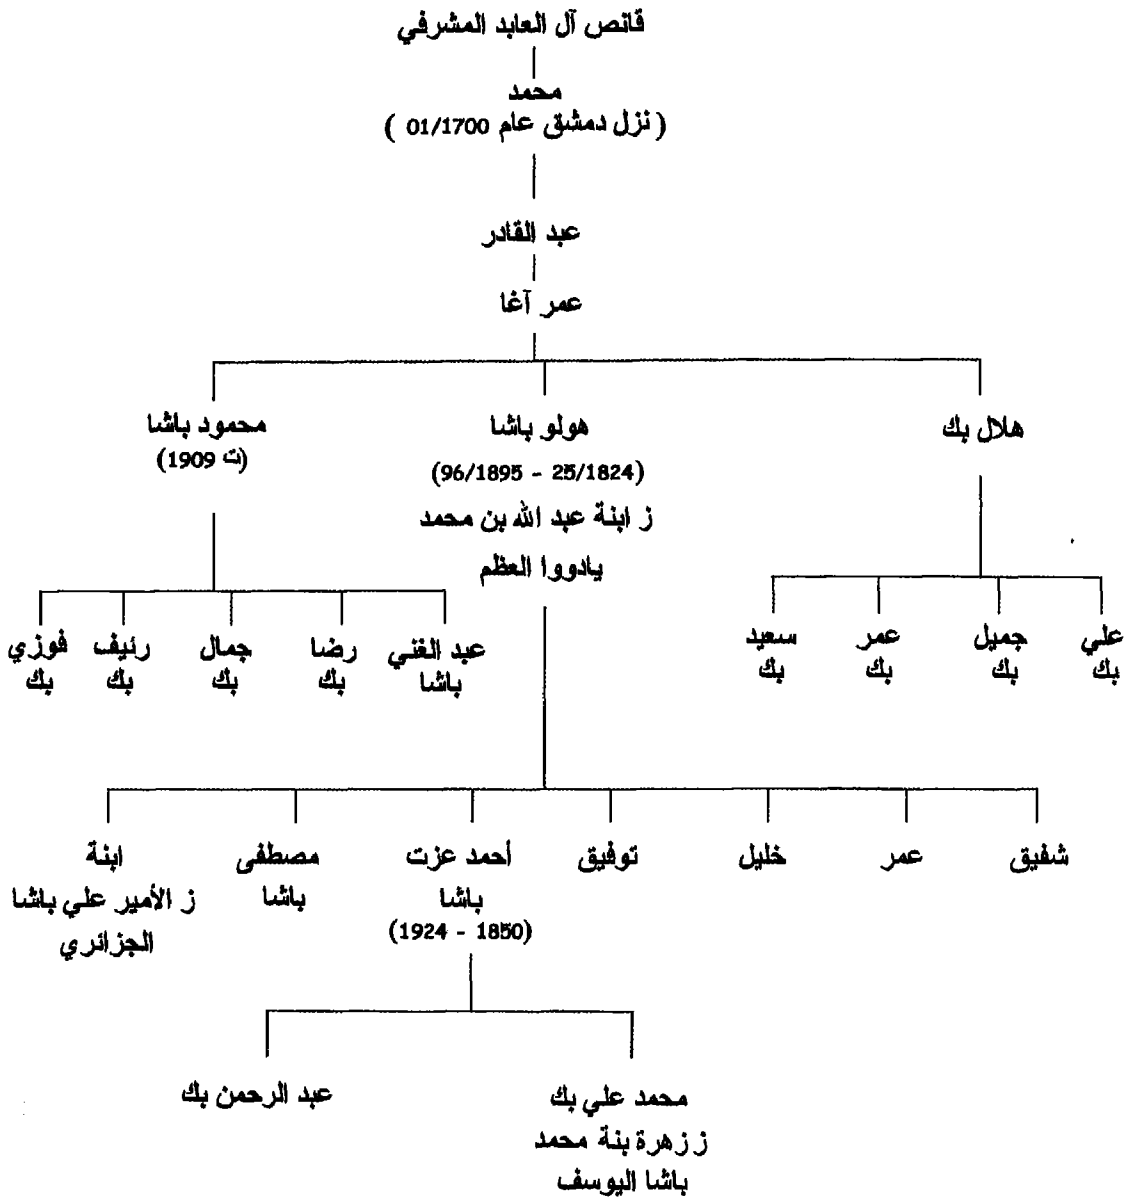 قانص آل العابد المشرفي
محمد
( نزل دمشق عام 01/1700 )
عبد القادر
عمر آغا
هلال بك
هولو باشا
(25/1824 - 96/1895)
ز ابنة عبد الله بن محمد
يادووا العظم
محمود باشا
(ت 1909)
علي
بك
جميل
بك
عمر
بك
سعيد
بك
عبد الغني
باشا
رضا
بك
جمال
بك
رئيف
بك
فوزي
بك
شفيق
عمر
خليل
توفيق
أحمد عزت
باشا
(1850 - 1924)
مصطفى
باشا
ابنة
ز الأمير علي باشا
الجزائري
محمد علي بك
ز زهرة بنة محمد
باشا اليوسف
عبد الرحمن بك